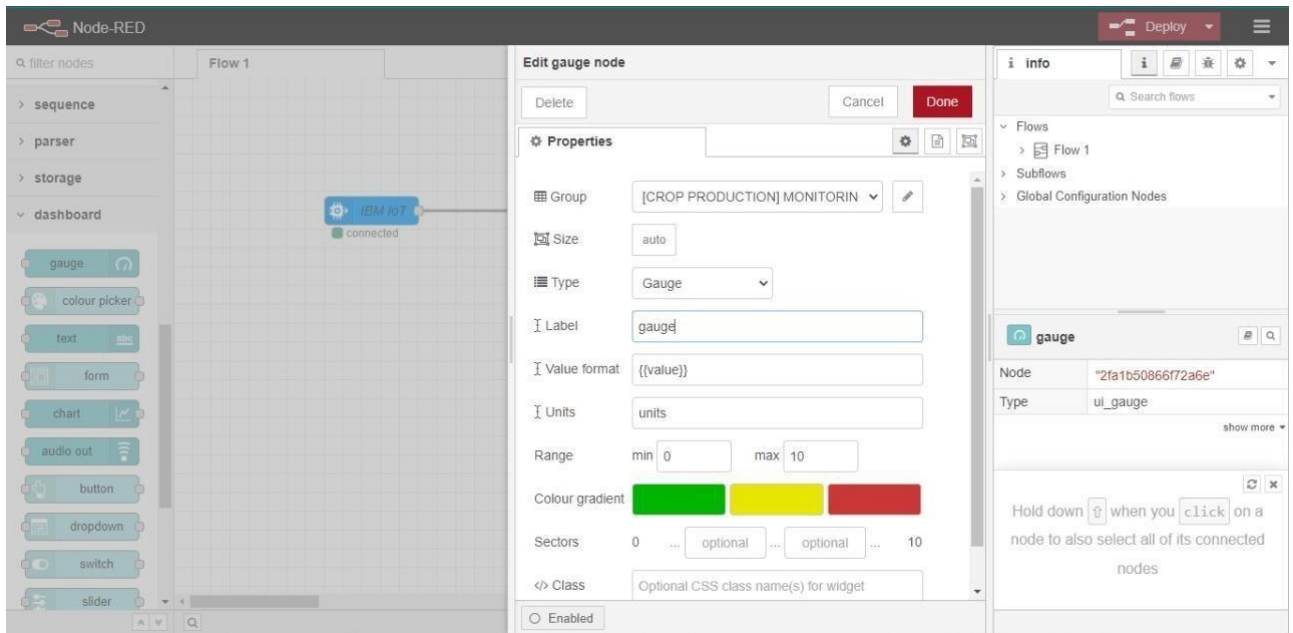 Node-RED
Deploy
filter nodes
sequence
parser
storage
dashboard
gauge
colour picker
text
abc
form
chart
audio out
button
dropdown
switch
slider
Flow 1
IBM IoT
connected
Edit gauge node
Delete
Cancel
Done
Properties
Group [CROP PRODUCTION] MONITORIN
Size auto
Type Gauge
Label gauge
Value format {{value}}
Units units
Range min 0 max 10
Colour gradient
Sectors 0 ... optional ... optional ... 10
</> Class Optional CSS class name(s) for widget
Enabled
i info i
Search flows
Flows
Flow 1
Subflows
Global Configuration Nodes
gauge
Node "2fa1b50866f72a6e"
Type ui_gauge
show more
Hold down ⇧ when you click on a
node to also select all of its connected
nodes